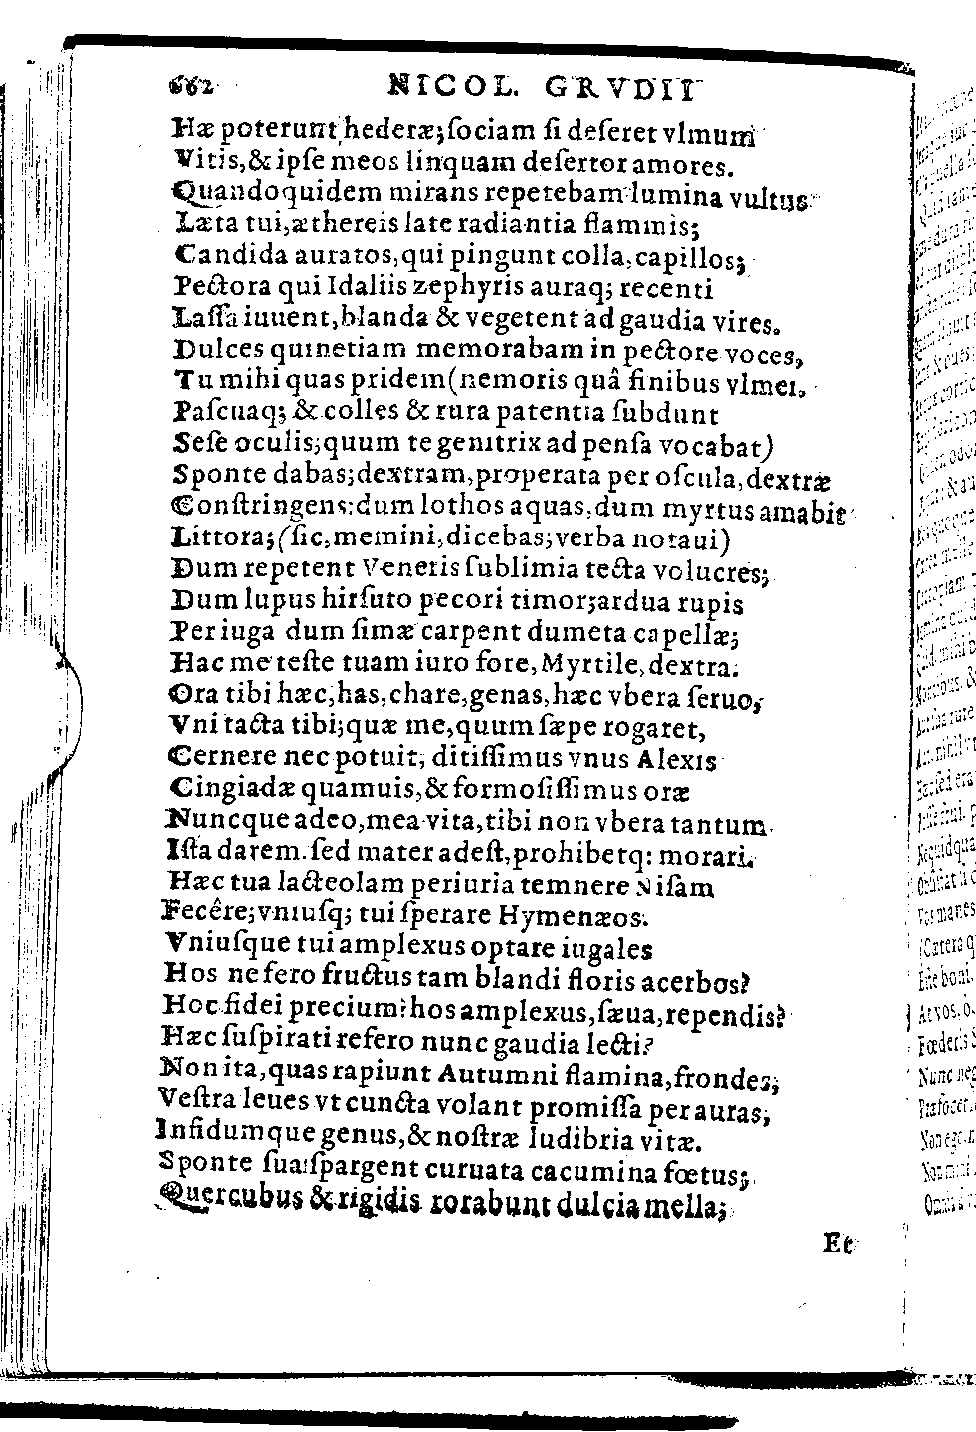 662 NICOL. GRVDII
Hæ poterunt hederæ; ſociam ſi deſeret vlmum
Vitis, & ipſe meos linquam deſertor amores.
Quandoquidem mirans repetebam lumina vultus
Læta tui, æthereis late radiantia flammis;
Candida auratos, qui pingunt colla, capillos;
Pectora qui Idaliis zephyris auraq; recenti
Laſſa iuuent, blanda & vegetent ad gaudia vires.
Dulces quinetiam memorabam in pectore voces,
Tu mihi quas pridem (nemoris quâ finibus vlmei,
Paſcuaq; & colles & rura patentia ſubdunt
Seſe oculis; quum te genitrix ad penſa vocabat)
Sponte dabas; dextram, properata per oſcula, dextræ
Conſtringens: dum lothos aquas, dum myrtus amabit
Littora; (ſic, memini, dicebas; verba notaui)
Dum repetent Veneris ſublimia tecta volucres;
Dum lupus hirſuto pecori timor; ardua rupis
Per iuga dum ſimæ carpent dumeta capellæ;
Hac me teſte tuam iuro fore, Myrtile, dextra.
Ora tibi hæc, has, chare, genas, hæc vbera ſeruo,
Vni tacta tibi; quæ me, quum ſæpe rogaret,
Cernere nec potuit, ditiſſimus vnus Alexis
Cingiadæ quamuis, & formoſiſſimus oræ
Nuncque adeo, mea vita, tibi non vbera tantum
Iſta darem. ſed mater adeſt, prohibetq: morari.
Hæc tua lacteolam periuria temnere Niſam
Fecêre; vniuſq; tui ſperare Hymenæos.
Vniuſque tui amplexus optare iugales
Hos ne fero fructus tam blandi floris acerbos?
Hoc fidei precium? hos amplexus, ſæua, rependis?
Hæc ſuſpirati refero nunc gaudia lecti?
Non ita, quas rapiunt Autumni flamina, frondes,
Veſtra leues vt cuncta volant promiſſa per auras,
Infidumque genus, & noſtræ ludibria vitæ.
Sponte ſua ſpargent curuata cacumina fœtus;
Quercubus & rigidis rorabunt dulcia mella;
Et